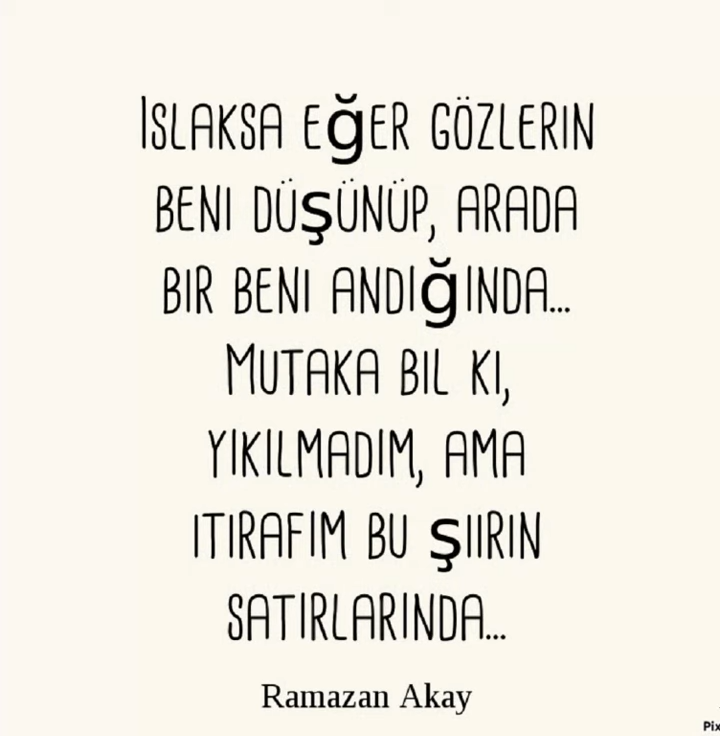 ISLAKSA EğER GÖZLERIN
BENI DÜşÜNÜP, ARADA
BIR BENI ANDIğINDA...
MUTAKA BIL KI,
YIKILMADIM, AMA
ITIRAFIM BU şIIRIN
SATIRLARINDA...
Ramazan Akay
Pix